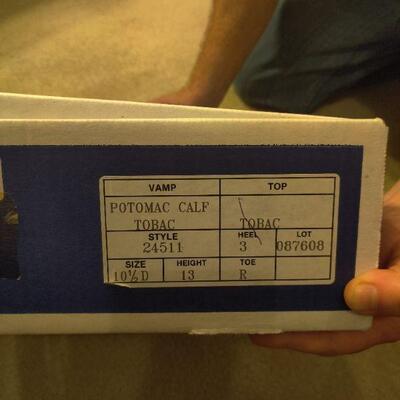 VAMP TOP
POTOMAC CALF
TOBAC TOBAC
STYLE HEEL LOT
24511 3 087608
SIZE HEIGHT TOE
10½D 13 R